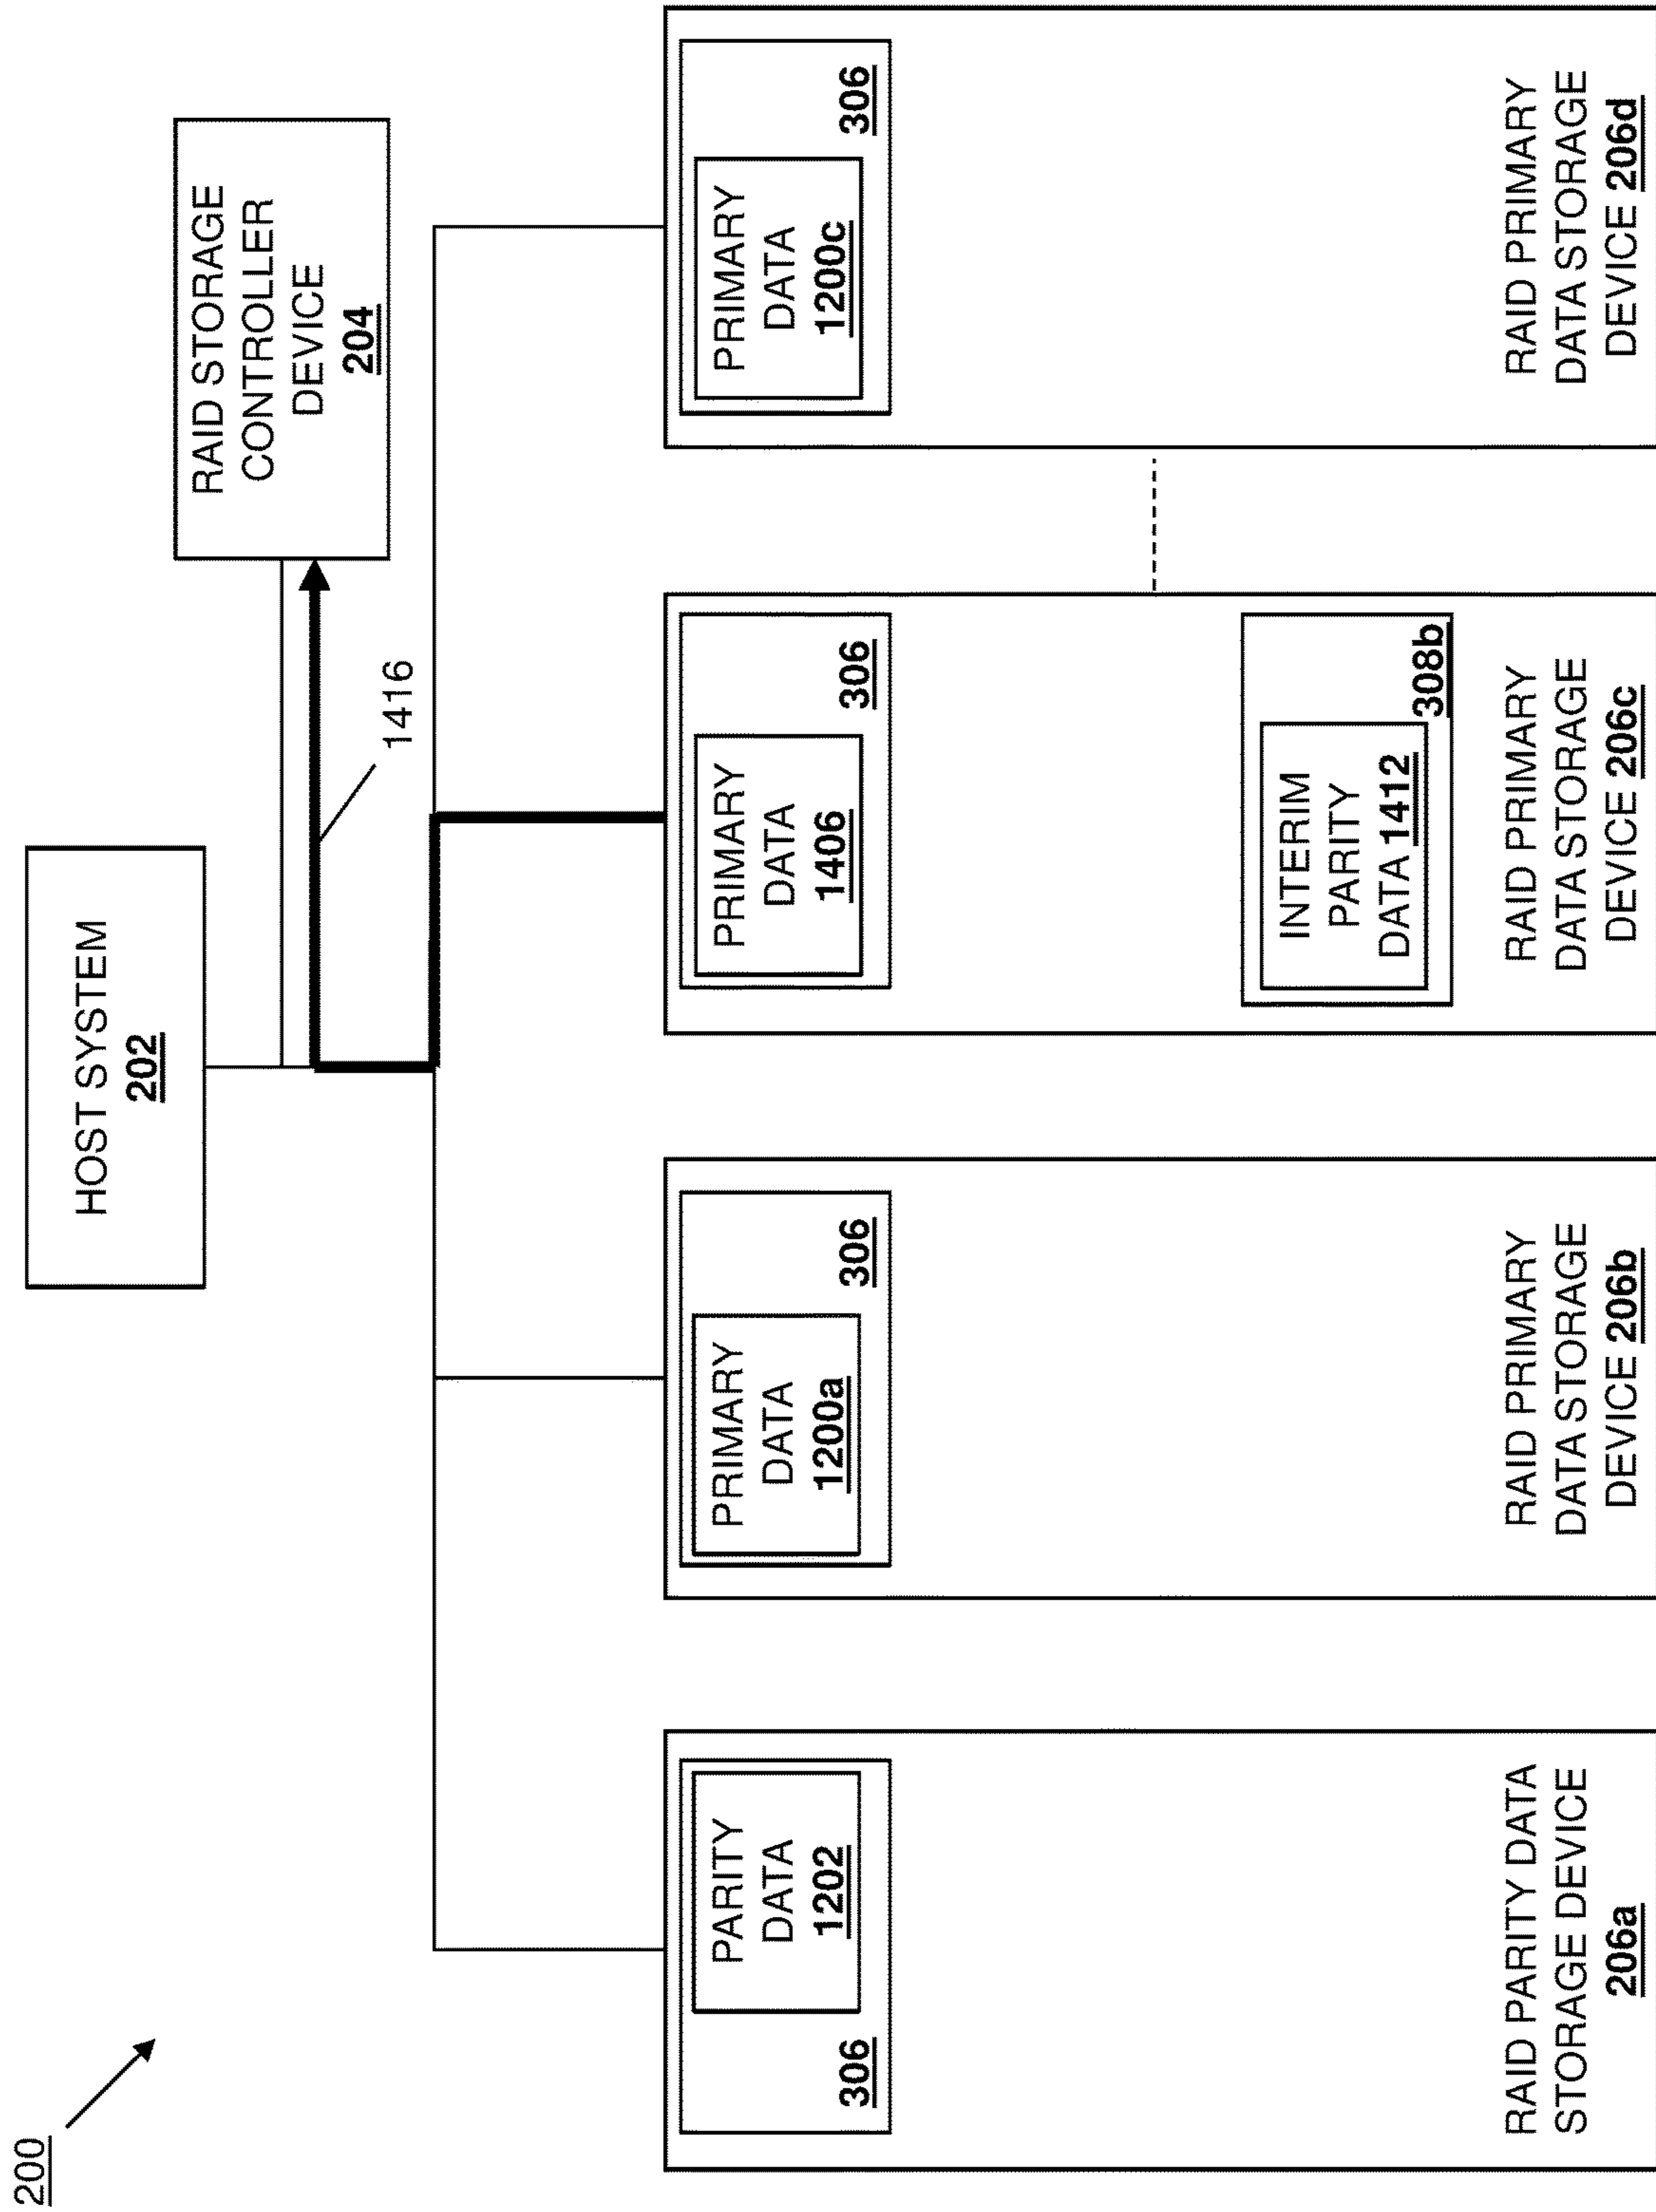 200
HOST SYSTEM
202
RAID STORAGE
CONTROLLER
DEVICE
204
1416
306
PARITY
DATA
1202
RAID PARITY DATA
STORAGE DEVICE
206a
PRIMARY
DATA
1200a
306
RAID PRIMARY
DATA STORAGE
DEVICE 206b
PRIMARY
DATA
1406
306
INTERIM
PARITY
DATA 1412
308b
RAID PRIMARY
DATA STORAGE
DEVICE 206c
PRIMARY
DATA
1200c
306
RAID PRIMARY
DATA STORAGE
DEVICE 206d